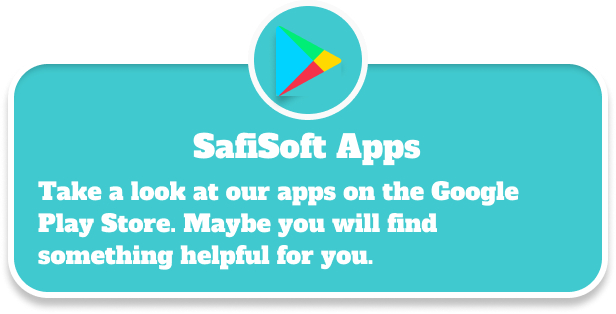 SafiSoft Apps
Take a look at our apps on the Google
Play Store. Maybe you will find
something helpful for you.